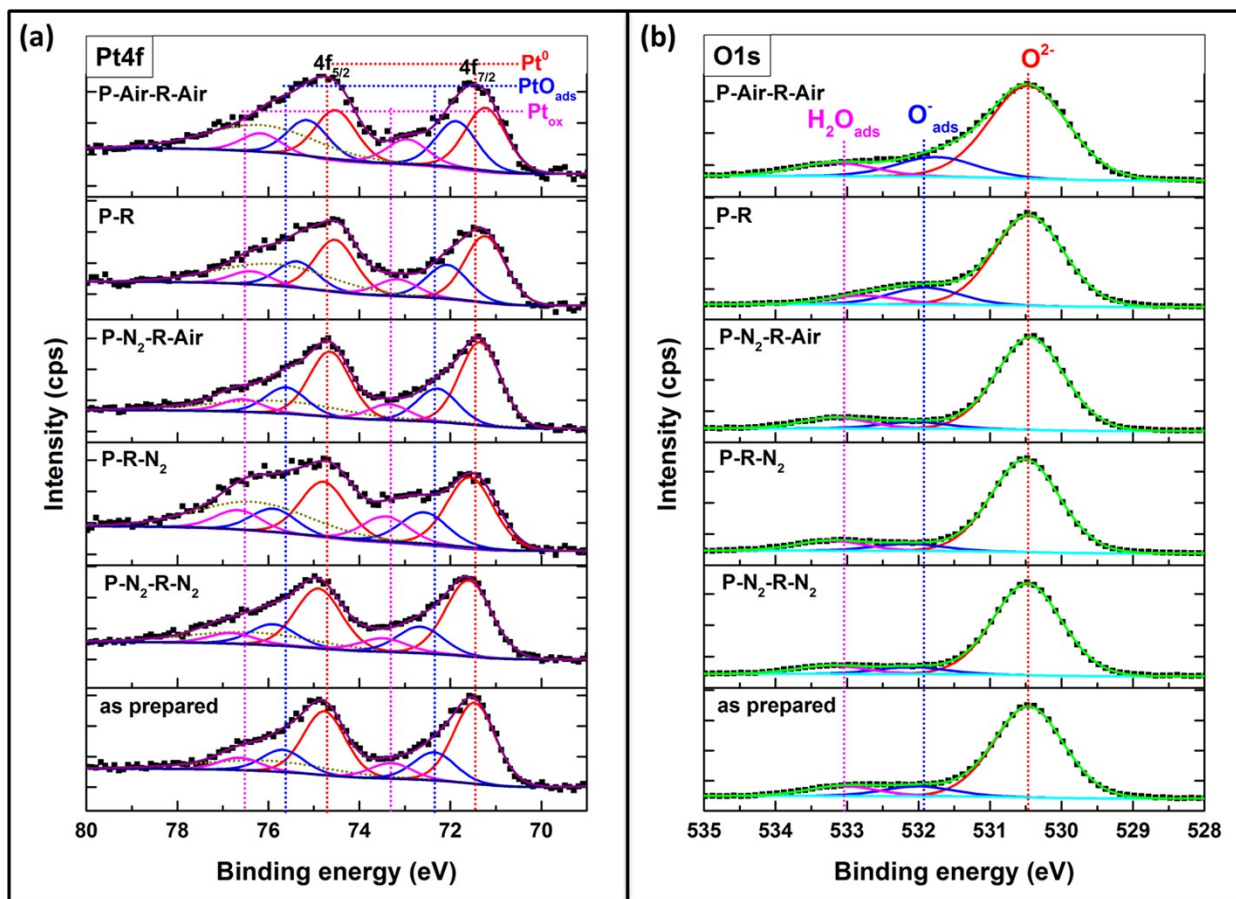 (a)
Pt4f
4f5/2
4f7/2
Pt0
PtOads
Ptox
P-Air-R-Air
P-R
P-N2-R-Air
P-R-N2
P-N2-R-N2
as prepared
Intensity (cps)
80 78 76 74 72 70
Binding energy (eV)
(b)
O1s
O2-
H2Oads
O-ads
P-Air-R-Air
P-R
P-N2-R-Air
P-R-N2
P-N2-R-N2
as prepared
Intensity (cps)
535 534 533 532 531 530 529 528
Binding energy (eV)